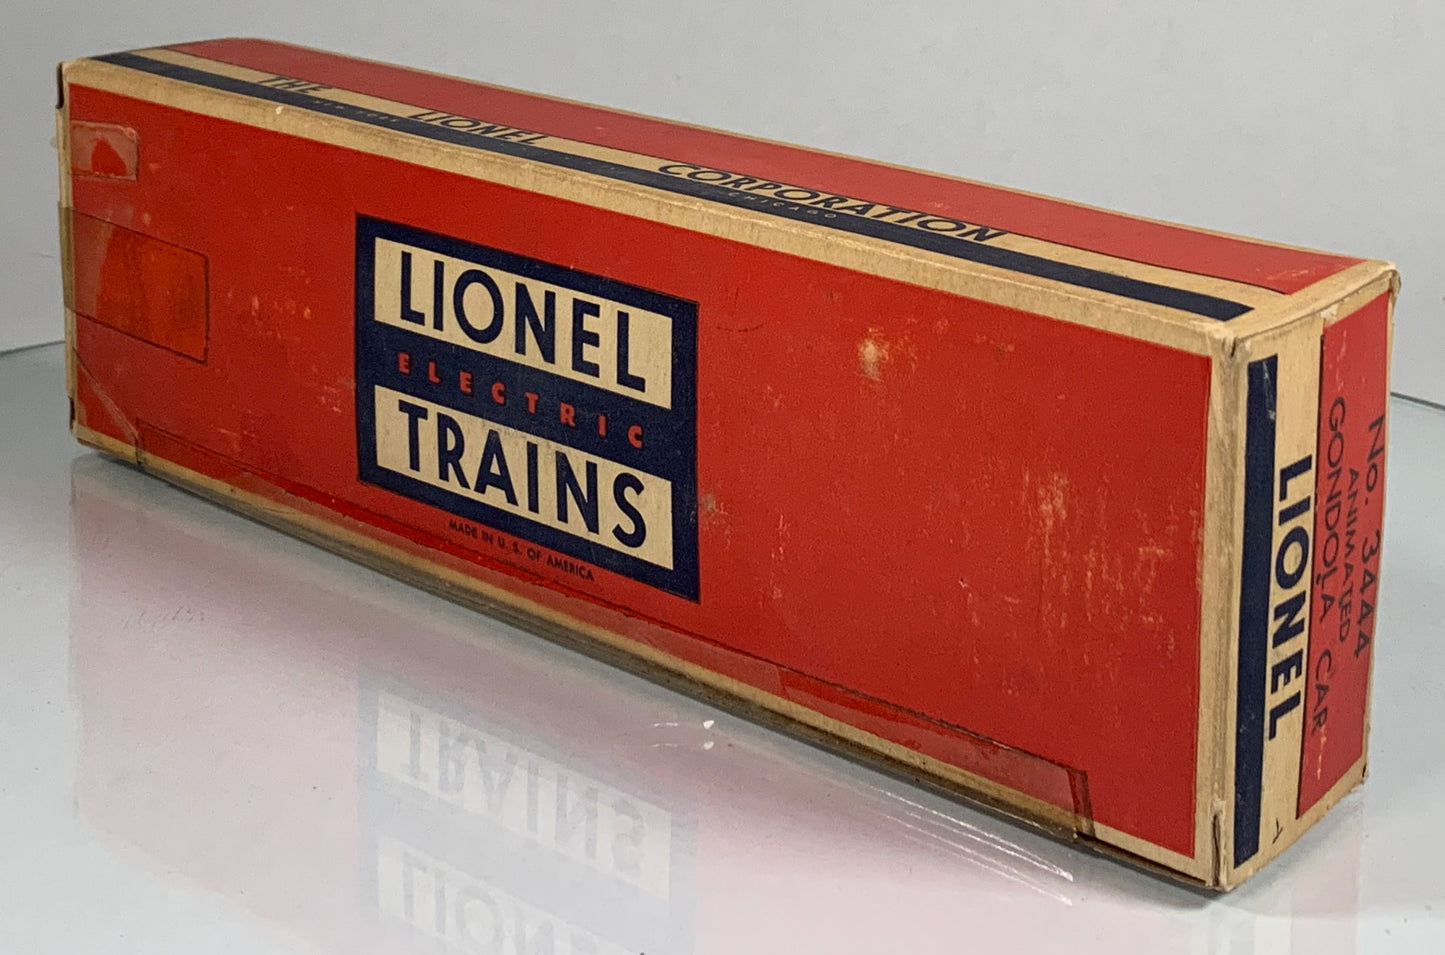 THE LIONEL CORPORATION
NEW YORK CHICAGO
LIONEL
ELECTRIC
TRAINS
MADE IN U. S. OF AMERICA
No. 3444
ANIMATED
GONDOLA CAR
LIONEL